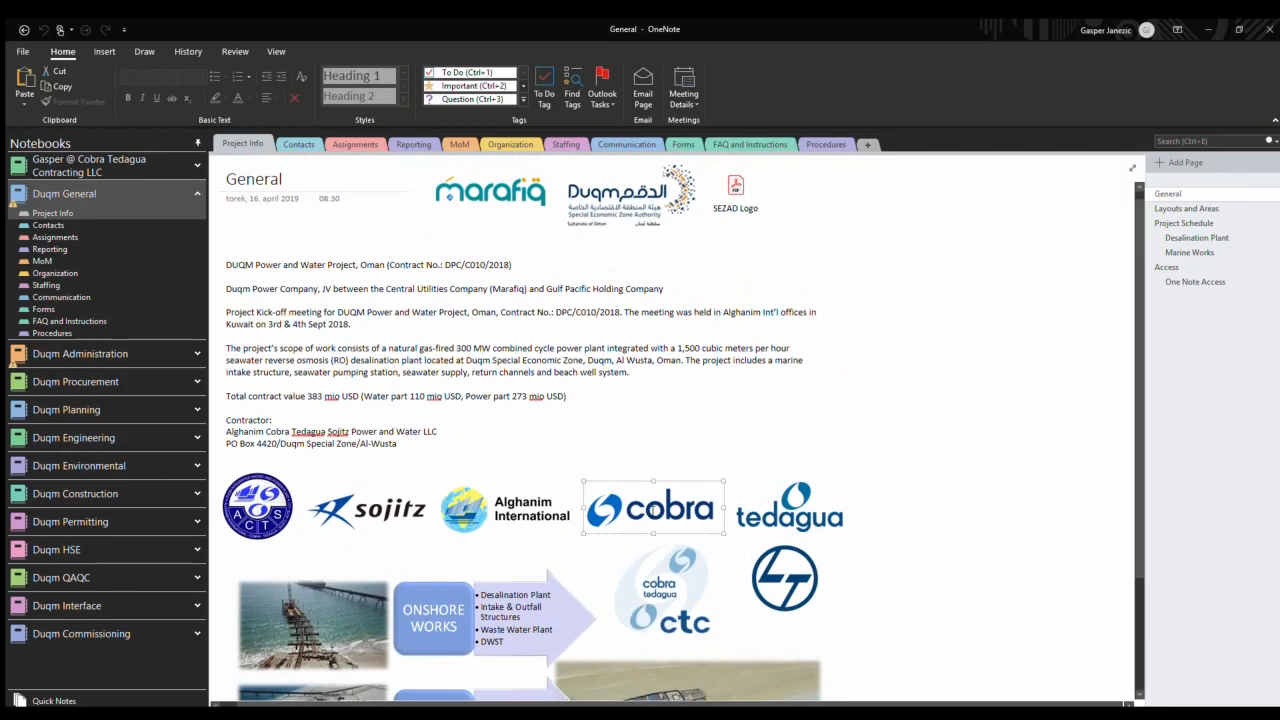 General - OneNote
Gasper Janezic GJ
File Home Insert Draw History Review View
Paste
Cut
Copy
Format Painter
Clipboard
B I U ab x
A
Basic Text
Heading 1
Heading 2
Styles
To Do (Ctrl+1)
Important (Ctrl+2)
? Question (Ctrl+3)
Tags
To Do
Tag
Find
Tags
Outlook
Tasks
Email
Page
Email
Meeting
Details
Meetings
Notebooks
Gasper @ Cobra Tedagua
Contracting LLC
Duqm General
Project Info
Contacts
Assignments
Reporting
MoM
Organization
Staffing
Communication
Forms
FAQ and Instructions
Procedures
Duqm Administration
Duqm Procurement
Duqm Planning
Duqm Engineering
Duqm Environmental
Duqm Construction
Duqm Permitting
Duqm HSE
Duqm QAQC
Duqm Interface
Duqm Commissioning
Quick Notes
Project Info Contacts Assignments Reporting MoM Organization Staffing Communication Forms FAQ and Instructions Procedures +
Search (Ctrl+E)
General
torek, 16. april 2019 08:30
marafiq
Duqm الدقم
هيئة المنطقة الاقتصادية الخاصة
Special Economic Zone Authority
Sultanate of Oman سلطنة عُمان
PDF
SEZAD Logo
DUQM Power and Water Project, Oman (Contract No.: DPC/C010/2018)
Duqm Power Company, JV between the Central Utilities Company (Marafiq) and Gulf Pacific Holding Company
Project Kick-off meeting for DUQM Power and Water Project, Oman, Contract No.: DPC/C010/2018. The meeting was held in Alghanim Int'l offices in
Kuwait on 3rd & 4th Sept 2018.
The project's scope of work consists of a natural gas-fired 300 MW combined cycle power plant integrated with a 1,500 cubic meters per hour
seawater reverse osmosis (RO) desalination plant located at Duqm Special Economic Zone, Duqm, Al Wusta, Oman. The project includes a marine
intake structure, seawater pumping station, seawater supply, return channels and beach well system.
Total contract value 383 mio USD (Water part 110 mio USD, Power part 273 mio USD)
Contractor:
Alghanim Cobra Tedagua Sojitz Power and Water LLC
PO Box 4420/Duqm Special Zone/Al-Wusta
ACTS
sojitz
Alghanim
International
cobra
tedagua
cobra
tedagua
ctc
LT
ONSHORE
WORKS
• Desalination Plant
• Intake & Outfall
Structures
• Waste Water Plant
• DWST
Add Page
General
Layouts and Areas
Project Schedule
Desalination Plant
Marine Works
Access
One Note Access